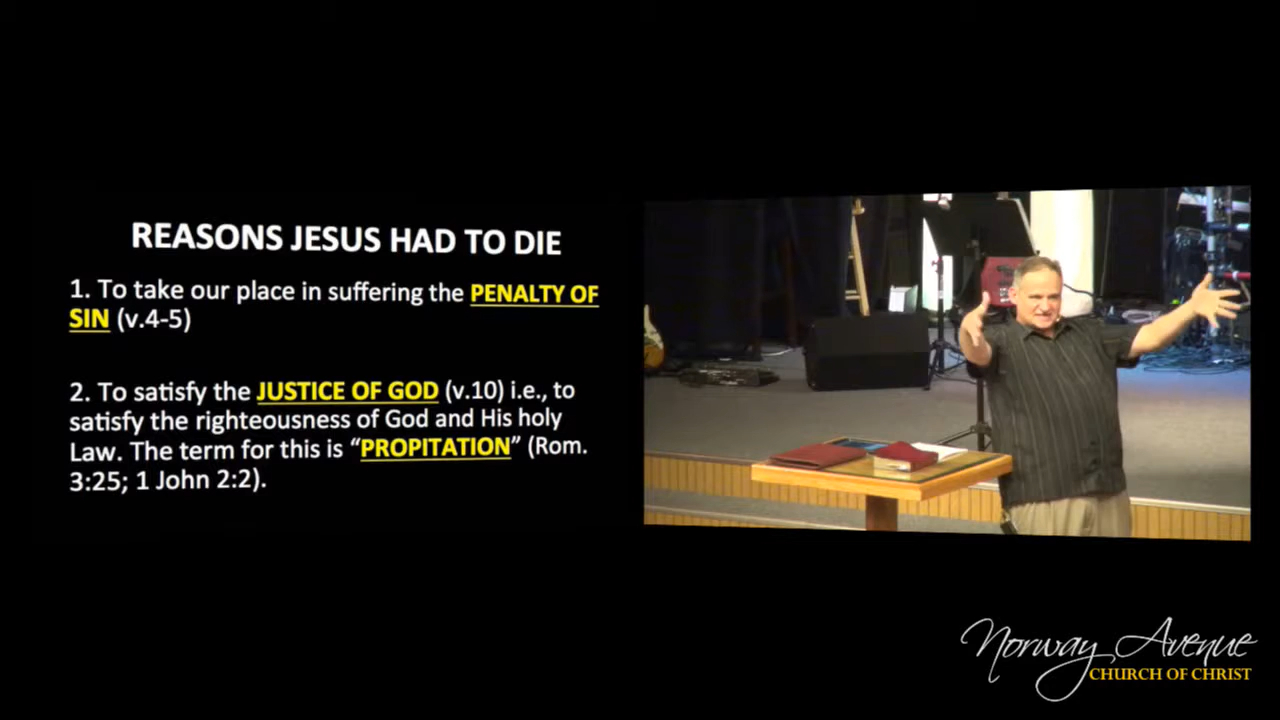 REASONS JESUS HAD TO DIE
1. To take our place in suffering the PENALTY OF
SIN (v.4-5)
2. To satisfy the JUSTICE OF GOD (v.10) i.e., to
satisfy the righteousness of God and His holy
Law. The term for this is “PROPITATION” (Rom.
3:25; 1 John 2:2).
Norway Avenue
CHURCH OF CHRIST